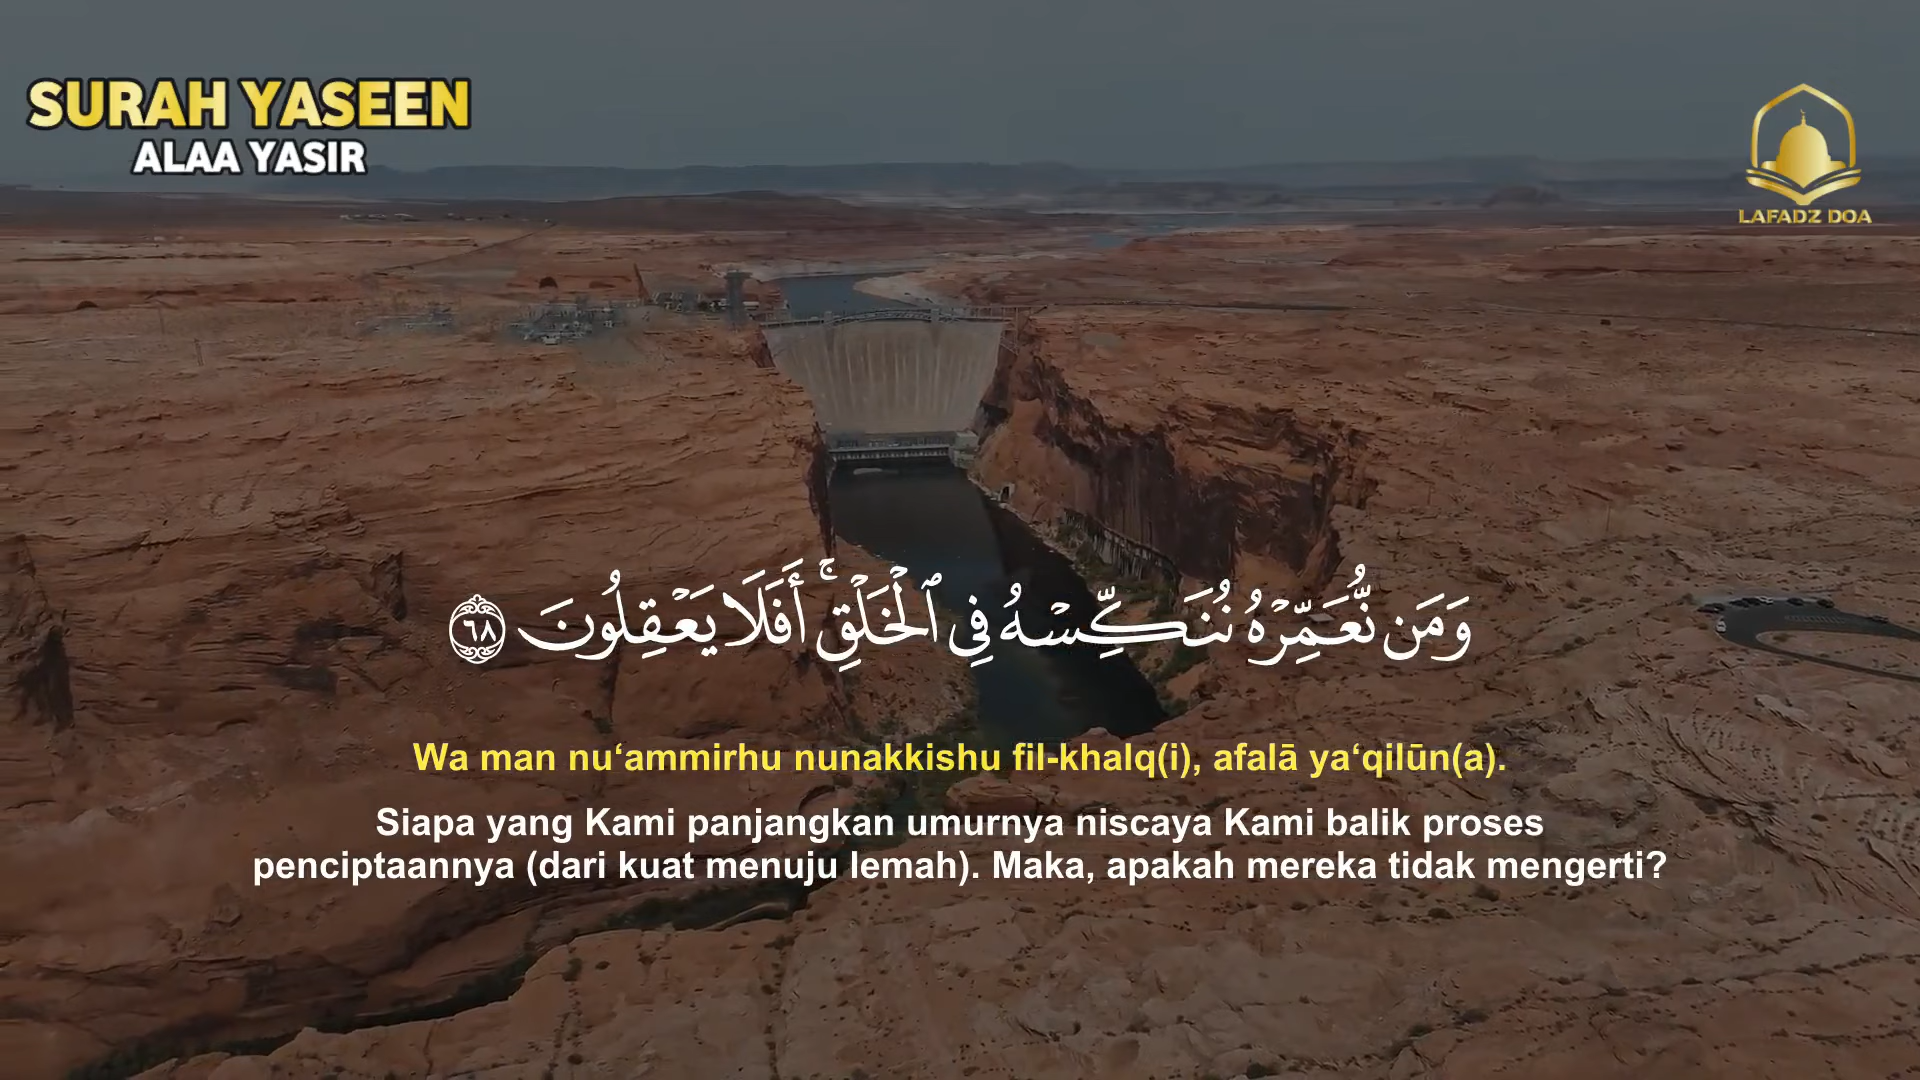 SURAH YASEEN
ALAA YASIR
LAFADZ DOA
وَمَن نُّعَمِّرْهُ نُنَكِّسْهُ فِي ٱلْخَلْقِ ۚ أَفَلَا يَعْقِلُونَ ٦٨
Wa man nu‘ammirhu nunakkishu fil-khalq(i), afalā ya‘qilūn(a).
Siapa yang Kami panjangkan umurnya niscaya Kami balik proses
penciptaannya (dari kuat menuju lemah). Maka, apakah mereka tidak mengerti?